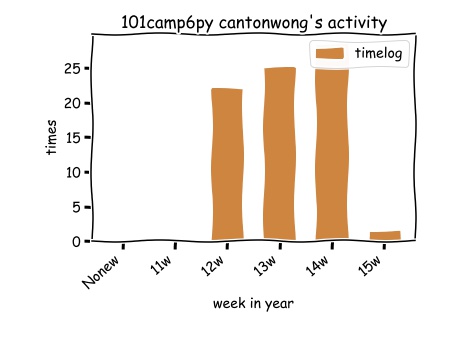 101camp6py cantonwong's activity
timelog
times
25
20
15
10
5
0
Nonew
11w
12w
13w
14w
15w
week in year